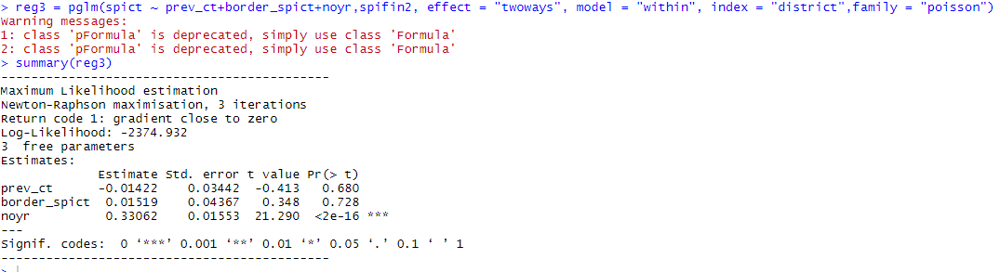 > reg3 = pglm(spict ~ prev_ct+border_spict+noyr,spifin2, effect = "twoways", model = "within", index = "district",family = "poisson")
Warning messages:
1: class 'pFormula' is deprecated, simply use class 'Formula'
2: class 'pFormula' is deprecated, simply use class 'Formula'
> summary(reg3)
--------------------------------------------
Maximum Likelihood estimation
Newton-Raphson maximisation, 3 iterations
Return code 1: gradient close to zero
Log-Likelihood: -2374.932
3  free parameters
Estimates:
             Estimate Std. error t value Pr(> t)
prev_ct      -0.01422    0.03442  -0.413   0.680
border_spict  0.01519    0.04367   0.348   0.728
noyr          0.33062    0.01553  21.290  <2e-16 ***
---
Signif. codes:  0 ‘***’ 0.001 ‘**’ 0.01 ‘*’ 0.05 ‘.’ 0.1 ‘ ’ 1
--------------------------------------------
>